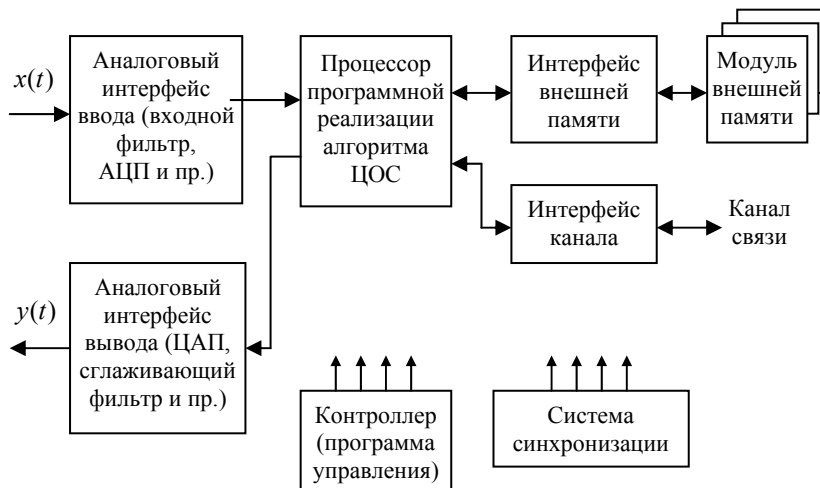 x(t)
Аналоговый
интерфейс
ввода (входной
фильтр,
АЦП и пр.)
Процессор
программной
реализации
алгоритма
ЦОС
Интерфейс
внешней
памяти
Модуль
внешней
памяти
Интерфейс
канала
Канал
связи
y(t)
Аналоговый
интерфейс
вывода (ЦАП,
сглаживающий
фильтр и пр.)
Контроллер
(программа
управления)
Система
синхронизации